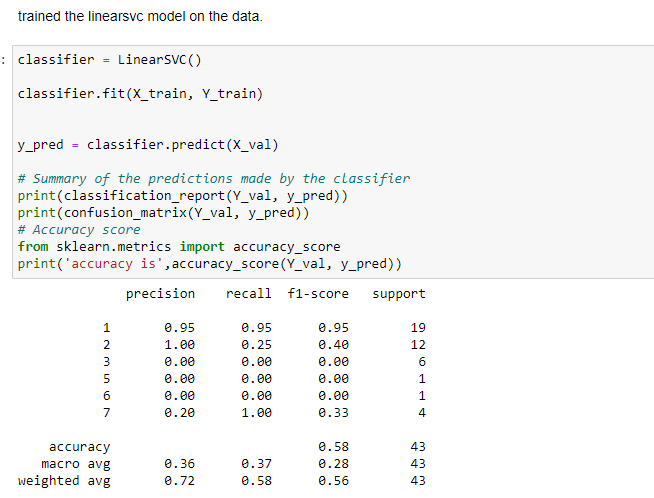 trained the linearsvc model on the data.
: classifier = LinearSVC()
classifier.fit(X_train, Y_train)
y_pred = classifier.predict(X_val)
# Summary of the predictions made by the classifier
print(classification_report(Y_val, y_pred))
print(confusion_matrix(Y_val, y_pred))
# Accuracy score
from sklearn.metrics import accuracy_score
print('accuracy is',accuracy_score(Y_val, y_pred))
precision recall f1-score support
1 0.95 0.95 0.95 19
2 1.00 0.25 0.40 12
3 0.00 0.00 0.00 6
5 0.00 0.00 0.00 1
6 0.00 0.00 0.00 1
7 0.20 1.00 0.33 4
accuracy 0.58 43
macro avg 0.36 0.37 0.28 43
weighted avg 0.72 0.58 0.56 43